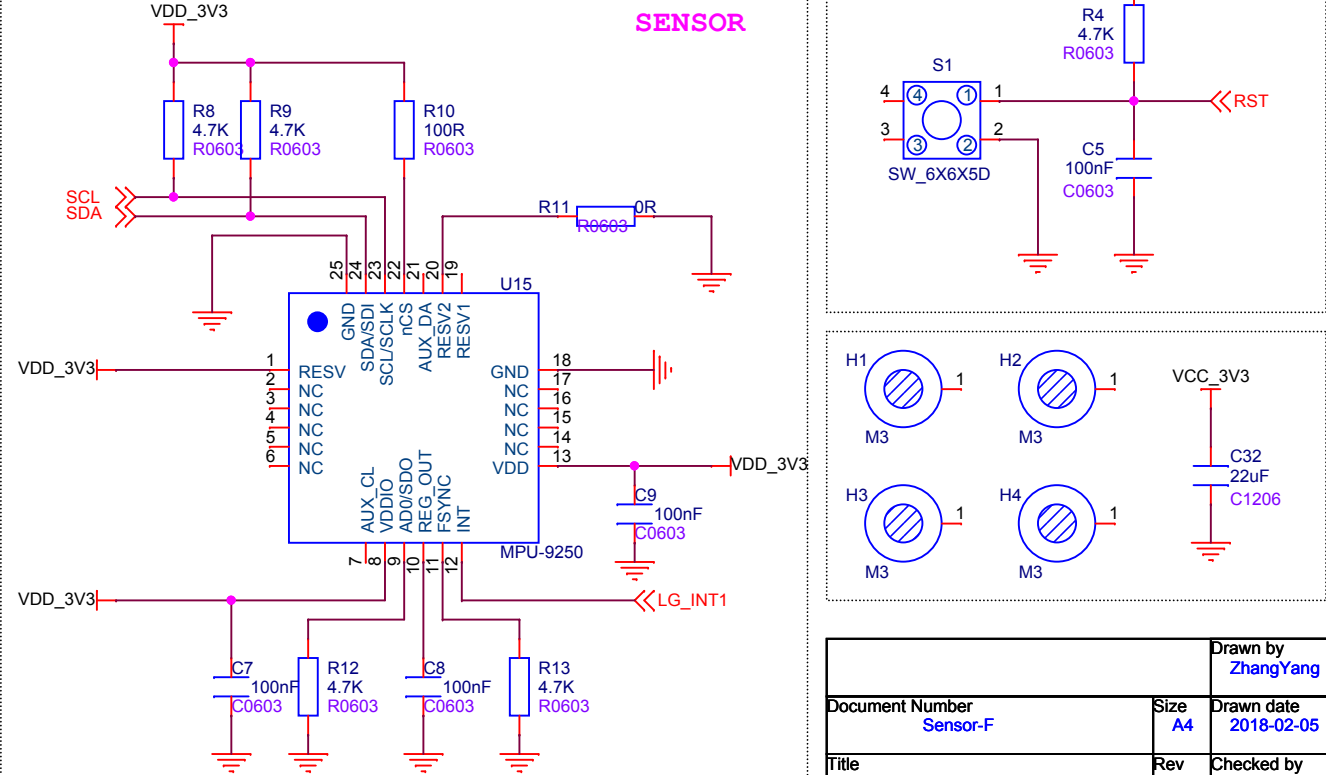 SENSOR
VDD_3V3
R8
4.7K
R0603
R9
4.7K
R0603
R10
100R
R0603
SCL
SDA
R11
0R
R0603
25
24
23
22
21
20
19
U15
GND
SDA/SDI
SCL/SCLK
nCS
AUX_DA
RESV2
RESV1
VDD_3V3
1
2
3
4
5
6
RESV
NC
NC
NC
NC
NC
GND
NC
NC
NC
NC
VDD
18
17
16
15
14
13
VDD_3V3
C9
100nF
C0603
AUX_CL
VDDIO
AD0/SDO
REG_OUT
FSYNC
INT
MPU-9250
7
8
9
10
11
12
VDD_3V3
LG_INT1
C7
100nF
C0603
R12
4.7K
R0603
C8
100nF
C0603
R13
4.7K
R0603
R4
4.7K
R0603
S1
4
4
1
1
3
3
2
2
SW_6X6X5D
RST
C5
100nF
C0603
H1
1
M3
H2
1
M3
VCC_3V3
C32
22uF
C1206
H3
1
M3
H4
1
M3
Drawn by
ZhangYang
Document Number
Sensor-F
Size
A4
Drawn date
2018-02-05
Title
Rev
Checked by